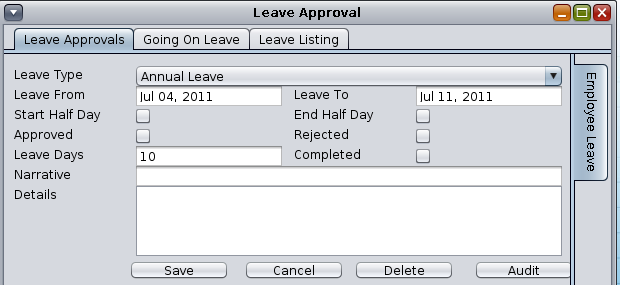 Leave Approval
Leave Approvals Going On Leave Leave Listing
Leave Type Annual Leave
Leave From Jul 04, 2011 Leave To Jul 11, 2011
Start Half Day End Half Day
Approved Rejected
Leave Days 10 Completed
Narrative
Details
Save Cancel Delete Audit
Employee Leave